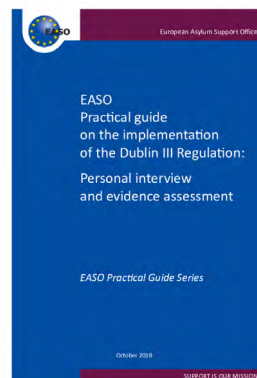 EASO
European Asylum Support Office
EASO
Practical guide
on the implementation
of the Dublin III Regulation:
Personal interview
and evidence assessment
EASO Practical Guide Series
October 2019
SUPPORT IS OUR MISSION